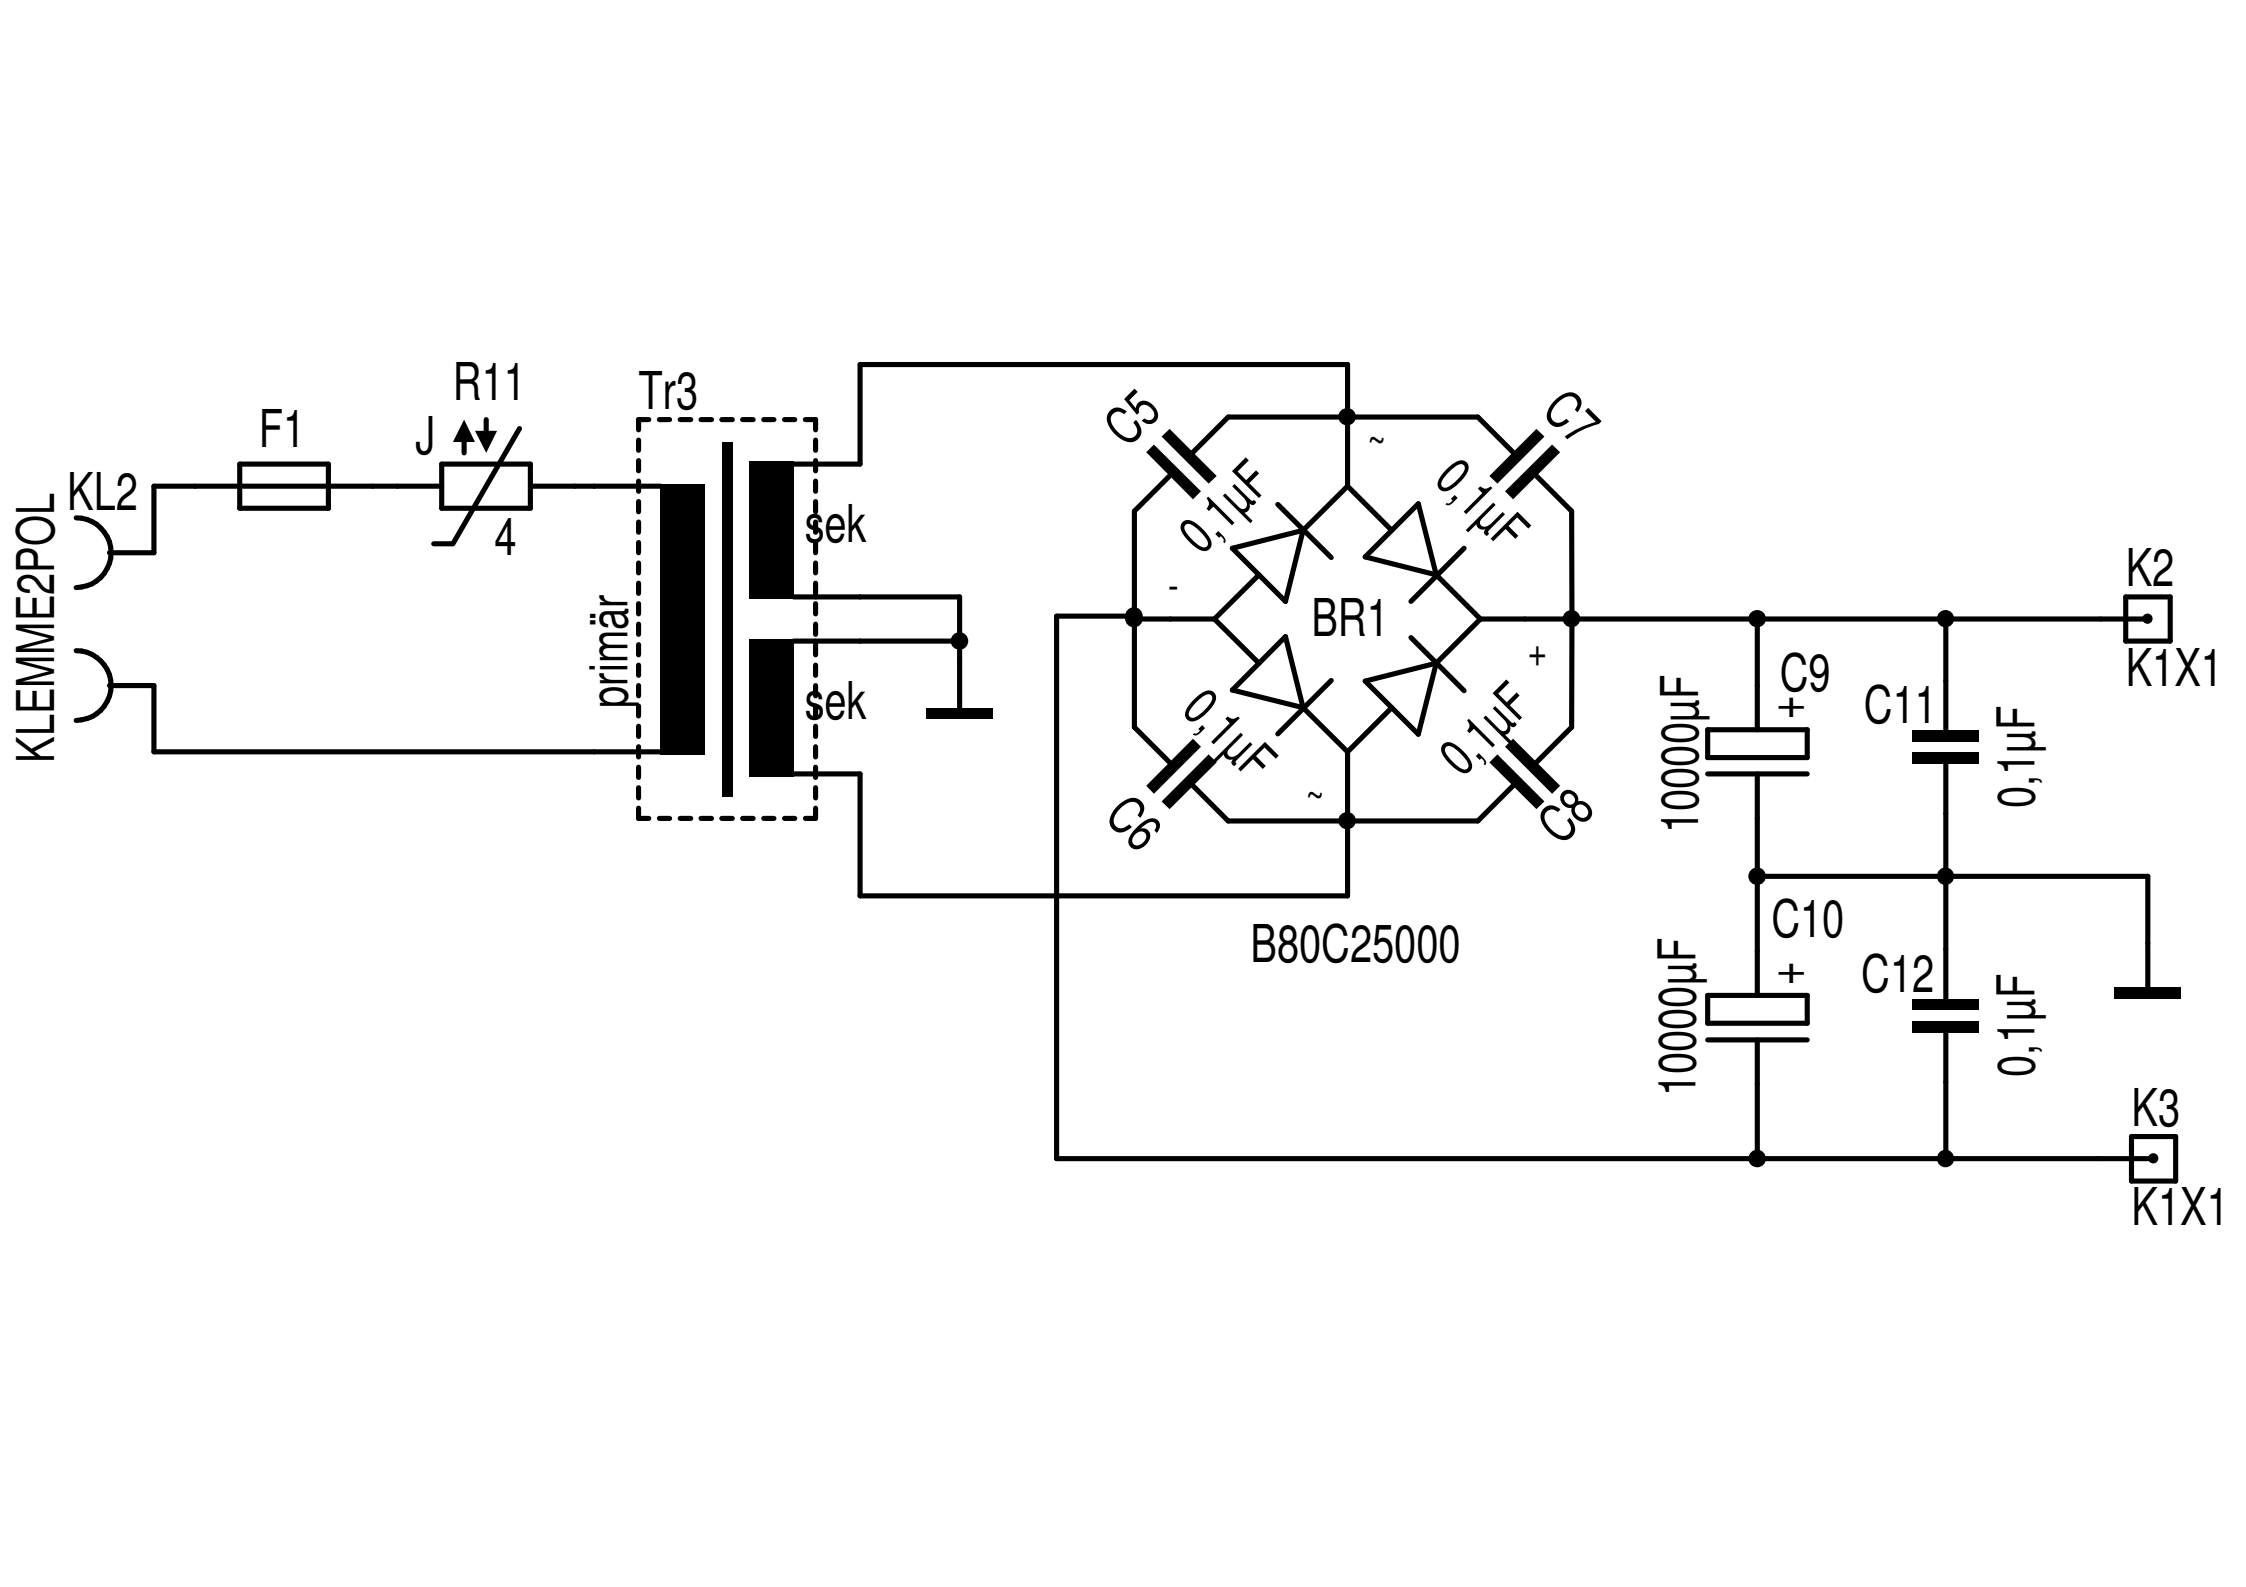 KLEMME2POL
KL2
F1
R11
J
4
Tr3
primär
sek
sek
C5
0,1µF
C7
0,1µF
~
-
BR1
+
~
C6
0,1µF
C8
0,1µF
B80C25000
C9
+
10000µF
C11
0,1µF
K2
K1X1
C10
+
10000µF
C12
0,1µF
K3
K1X1